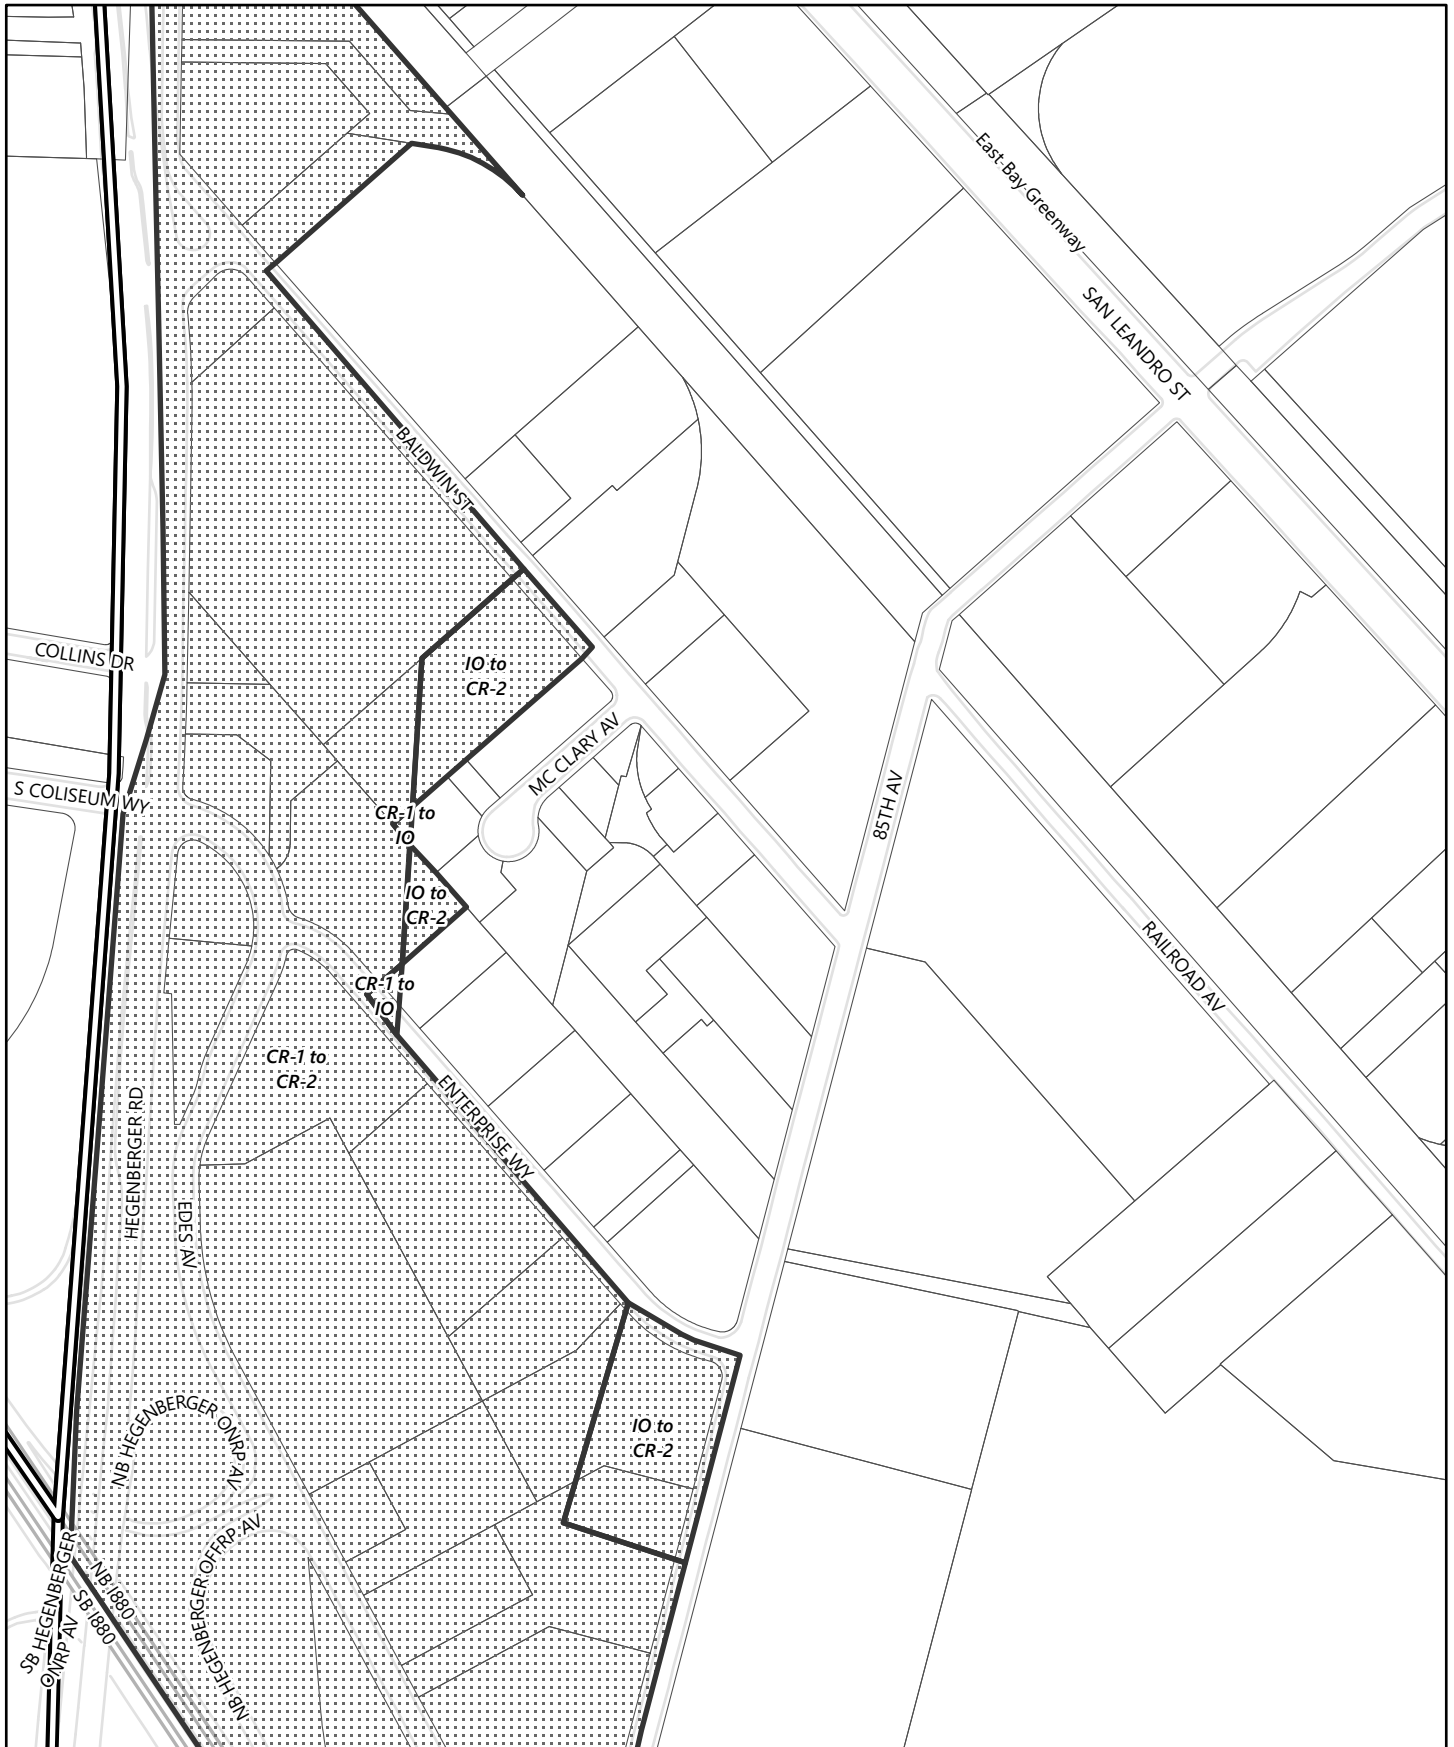 East Bay Greenway
SAN LEANDRO ST
BALDWIN ST
COLLINS DR
IO to
CR-2
MC CLARY AV
S COLISEUM WY
85TH AV
CR-1 to
IO
IO to
CR-2
RAILROAD AV
CR-1 to
IO
CR-1 to
CR-2
HEGENBERGER RD
ENTERPRISE WY
EDES AV
NB HEGENBERGER ONRP AV
IO to
CR-2
NB HEGENBERGER OFFRP AV
NB I880
SB I880
SB HEGENBERGER
ONRP AV